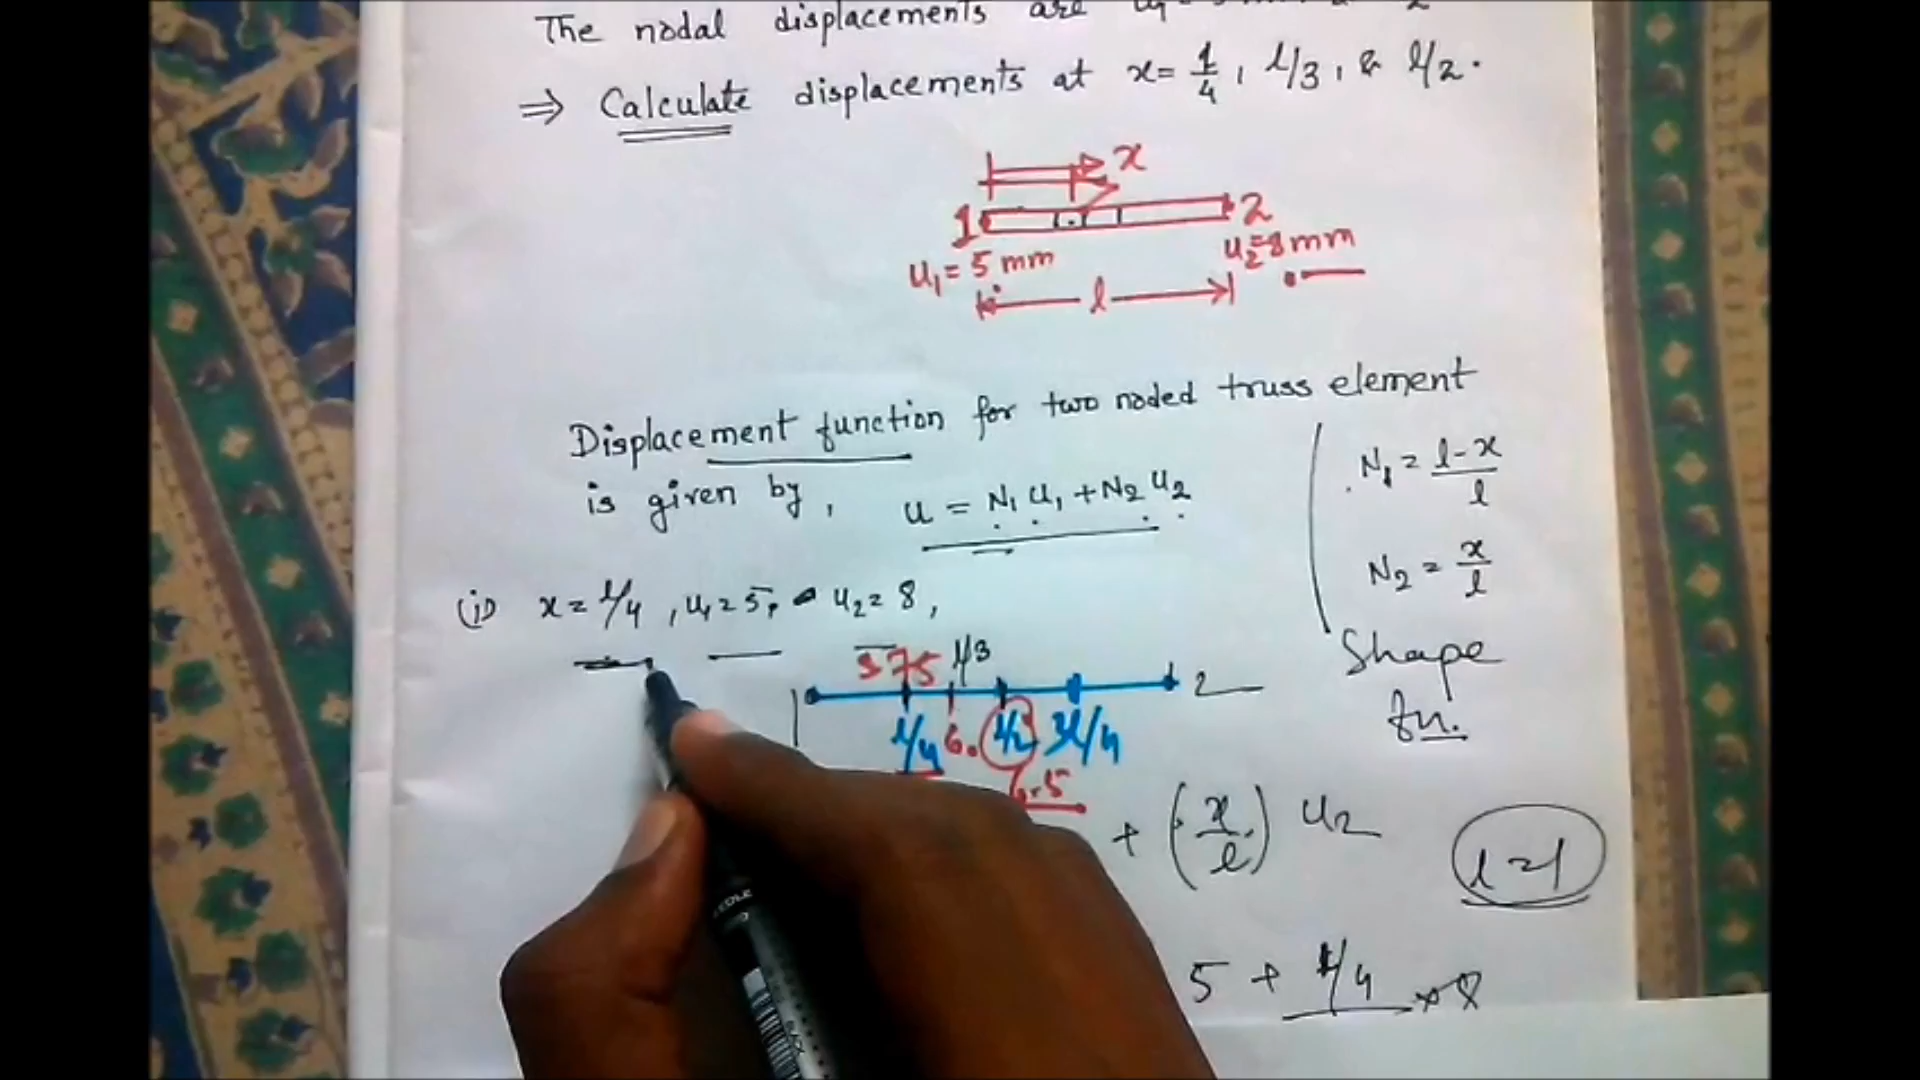 The nodal displacements are
⇒ Calculate displacements at x = 1/4, l/3, & l/2.
x
1 2
u₁ = 5 mm u₂ = 8 mm
l
Displacement function for two noded truss element
is given by, u = N₁ u₁ + N₂ u₂
N₁ = (l-x)/l
N₂ = x/l
Shape
fn.
(i) x = l/4, u₁ = 5, u₂ = 8,
5 75 l/3
2
l/4 6. l/2 3l/4
6.5
+ (x/l) u₂
l = 1
5 + 1/4 × 8
NEEDLE